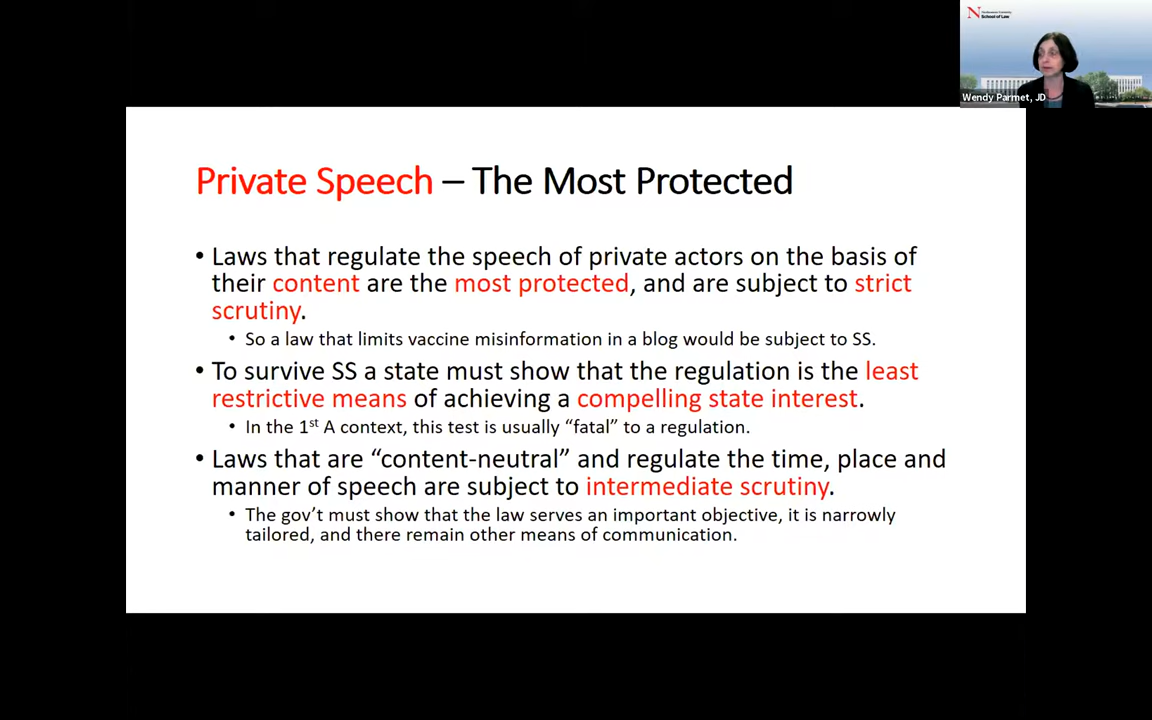 N
School of Law
Wendy Parmet, JD
Private Speech – The Most Protected
• Laws that regulate the speech of private actors on the basis of
their content are the most protected, and are subject to strict
scrutiny.
• So a law that limits vaccine misinformation in a blog would be subject to SS.
• To survive SS a state must show that the regulation is the least
restrictive means of achieving a compelling state interest.
• In the 1st A context, this test is usually “fatal” to a regulation.
• Laws that are “content-neutral” and regulate the time, place and
manner of speech are subject to intermediate scrutiny.
• The gov’t must show that the law serves an important objective, it is narrowly
tailored, and there remain other means of communication.